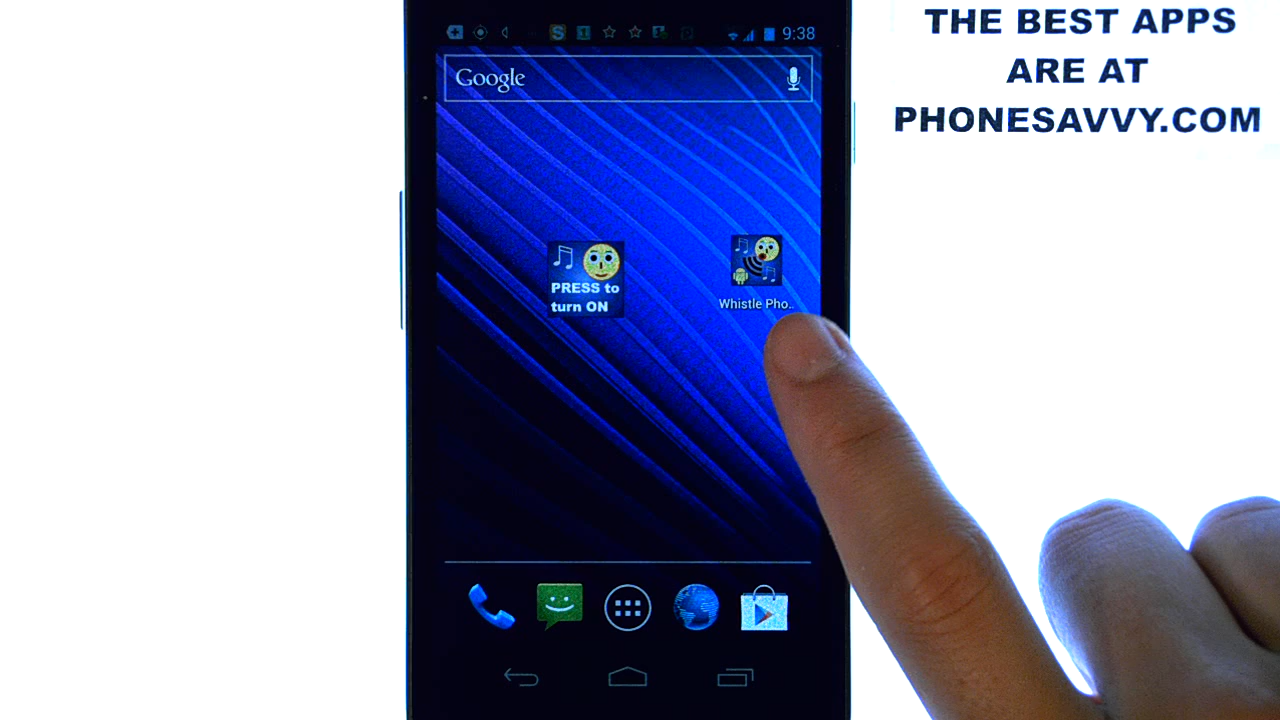 THE BEST APPS
ARE AT
PHONESAVVY.COM
9:38
Google
PRESS to
turn ON
Whistle Pho..